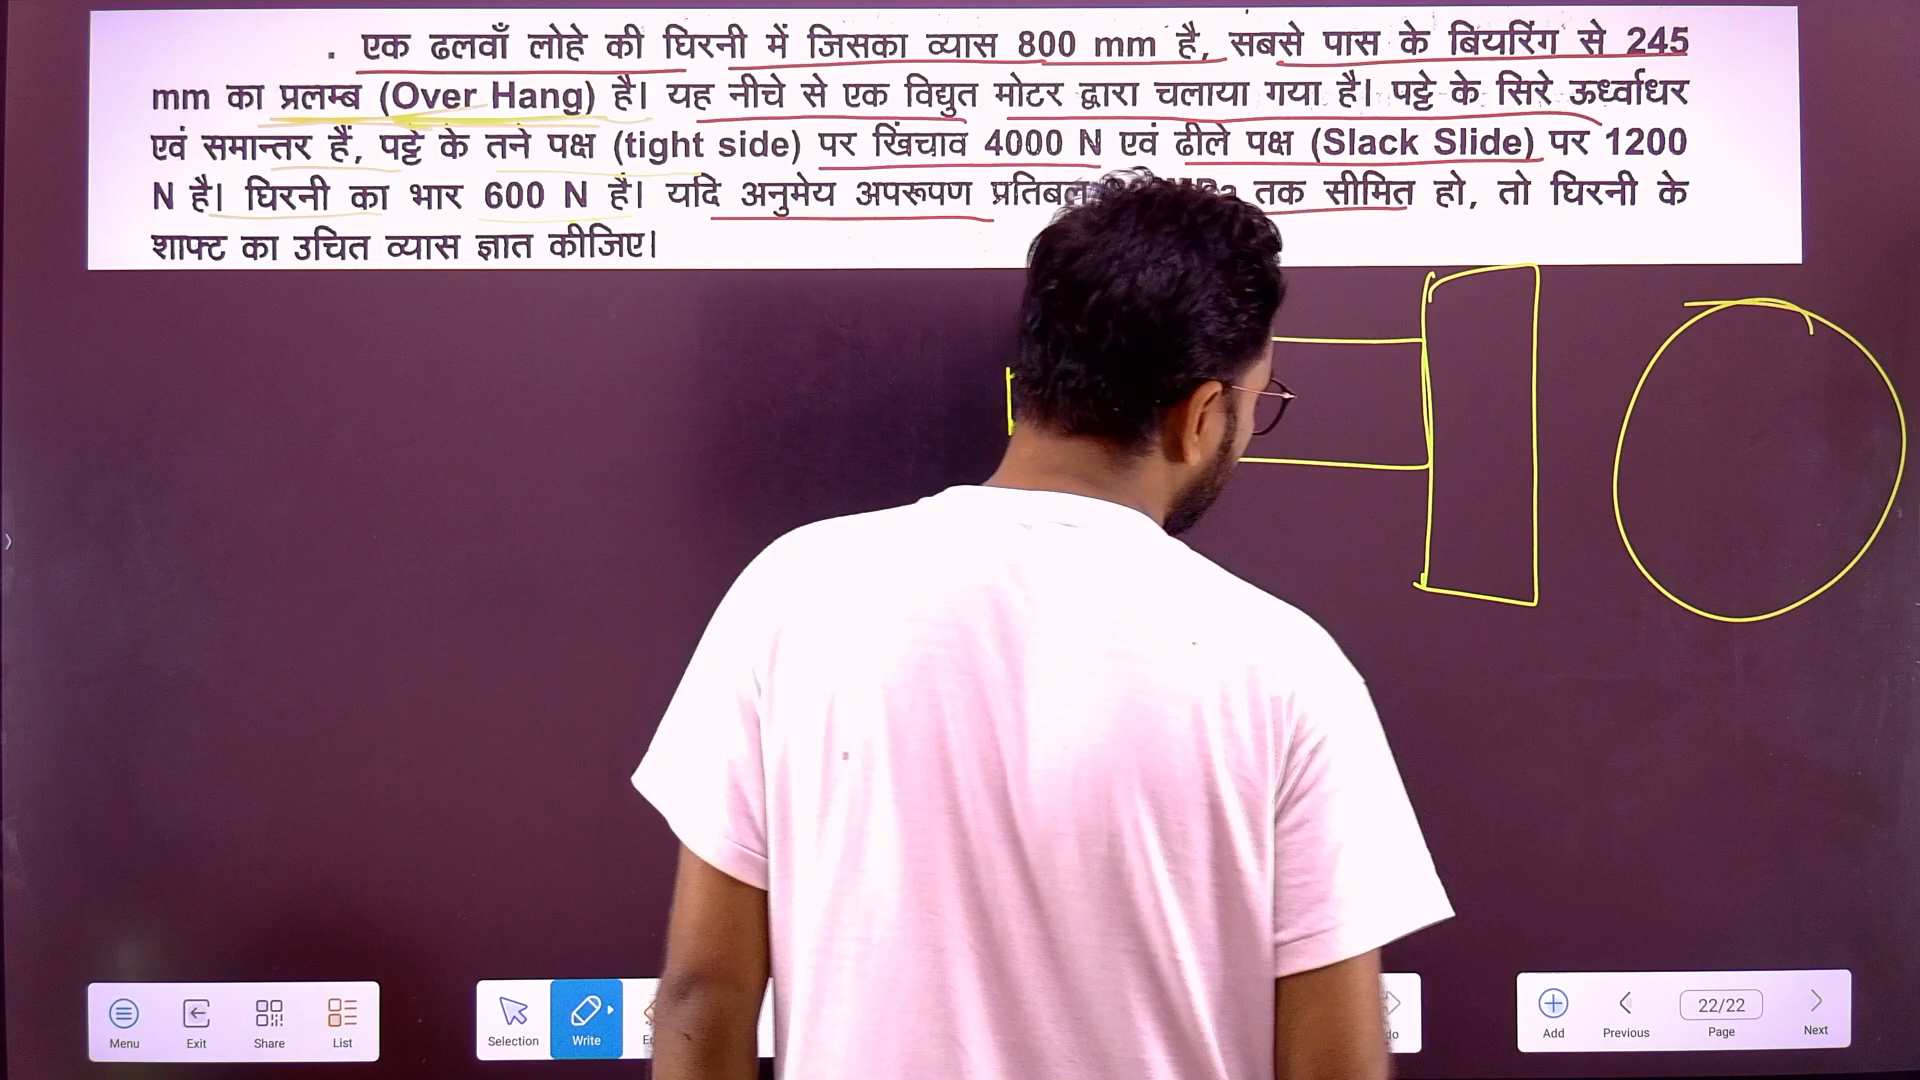 . एक ढलवाँ लोहे की घिरनी में जिसका व्यास 800 mm है, सबसे पास के बियरिंग से 245
mm का प्रलम्ब (Over Hang) है। यह नीचे से एक विद्युत मोटर द्वारा चलाया गया है। पट्टे के सिरे ऊर्ध्वाधर
एवं समान्तर हैं, पट्टे के तने पक्ष (tight side) पर खिंचाव 4000 N एवं ढीले पक्ष (Slack Slide) पर 1200
N है। घिरनी का भार 600 N है। यदि अनुमेय अपरूपण प्रतिबल तक सीमित हो, तो घिरनी के
शाफ्ट का उचित व्यास ज्ञात कीजिए।
Menu Exit Share List Selection Write Add Previous 22/22 Page Next